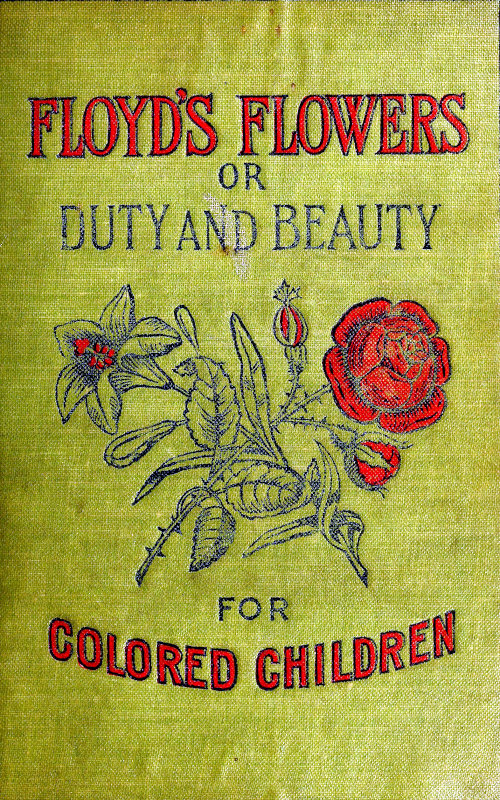 FLOYD'S FLOWERS
OR
DUTY AND BEAUTY
FOR
COLORED CHILDREN